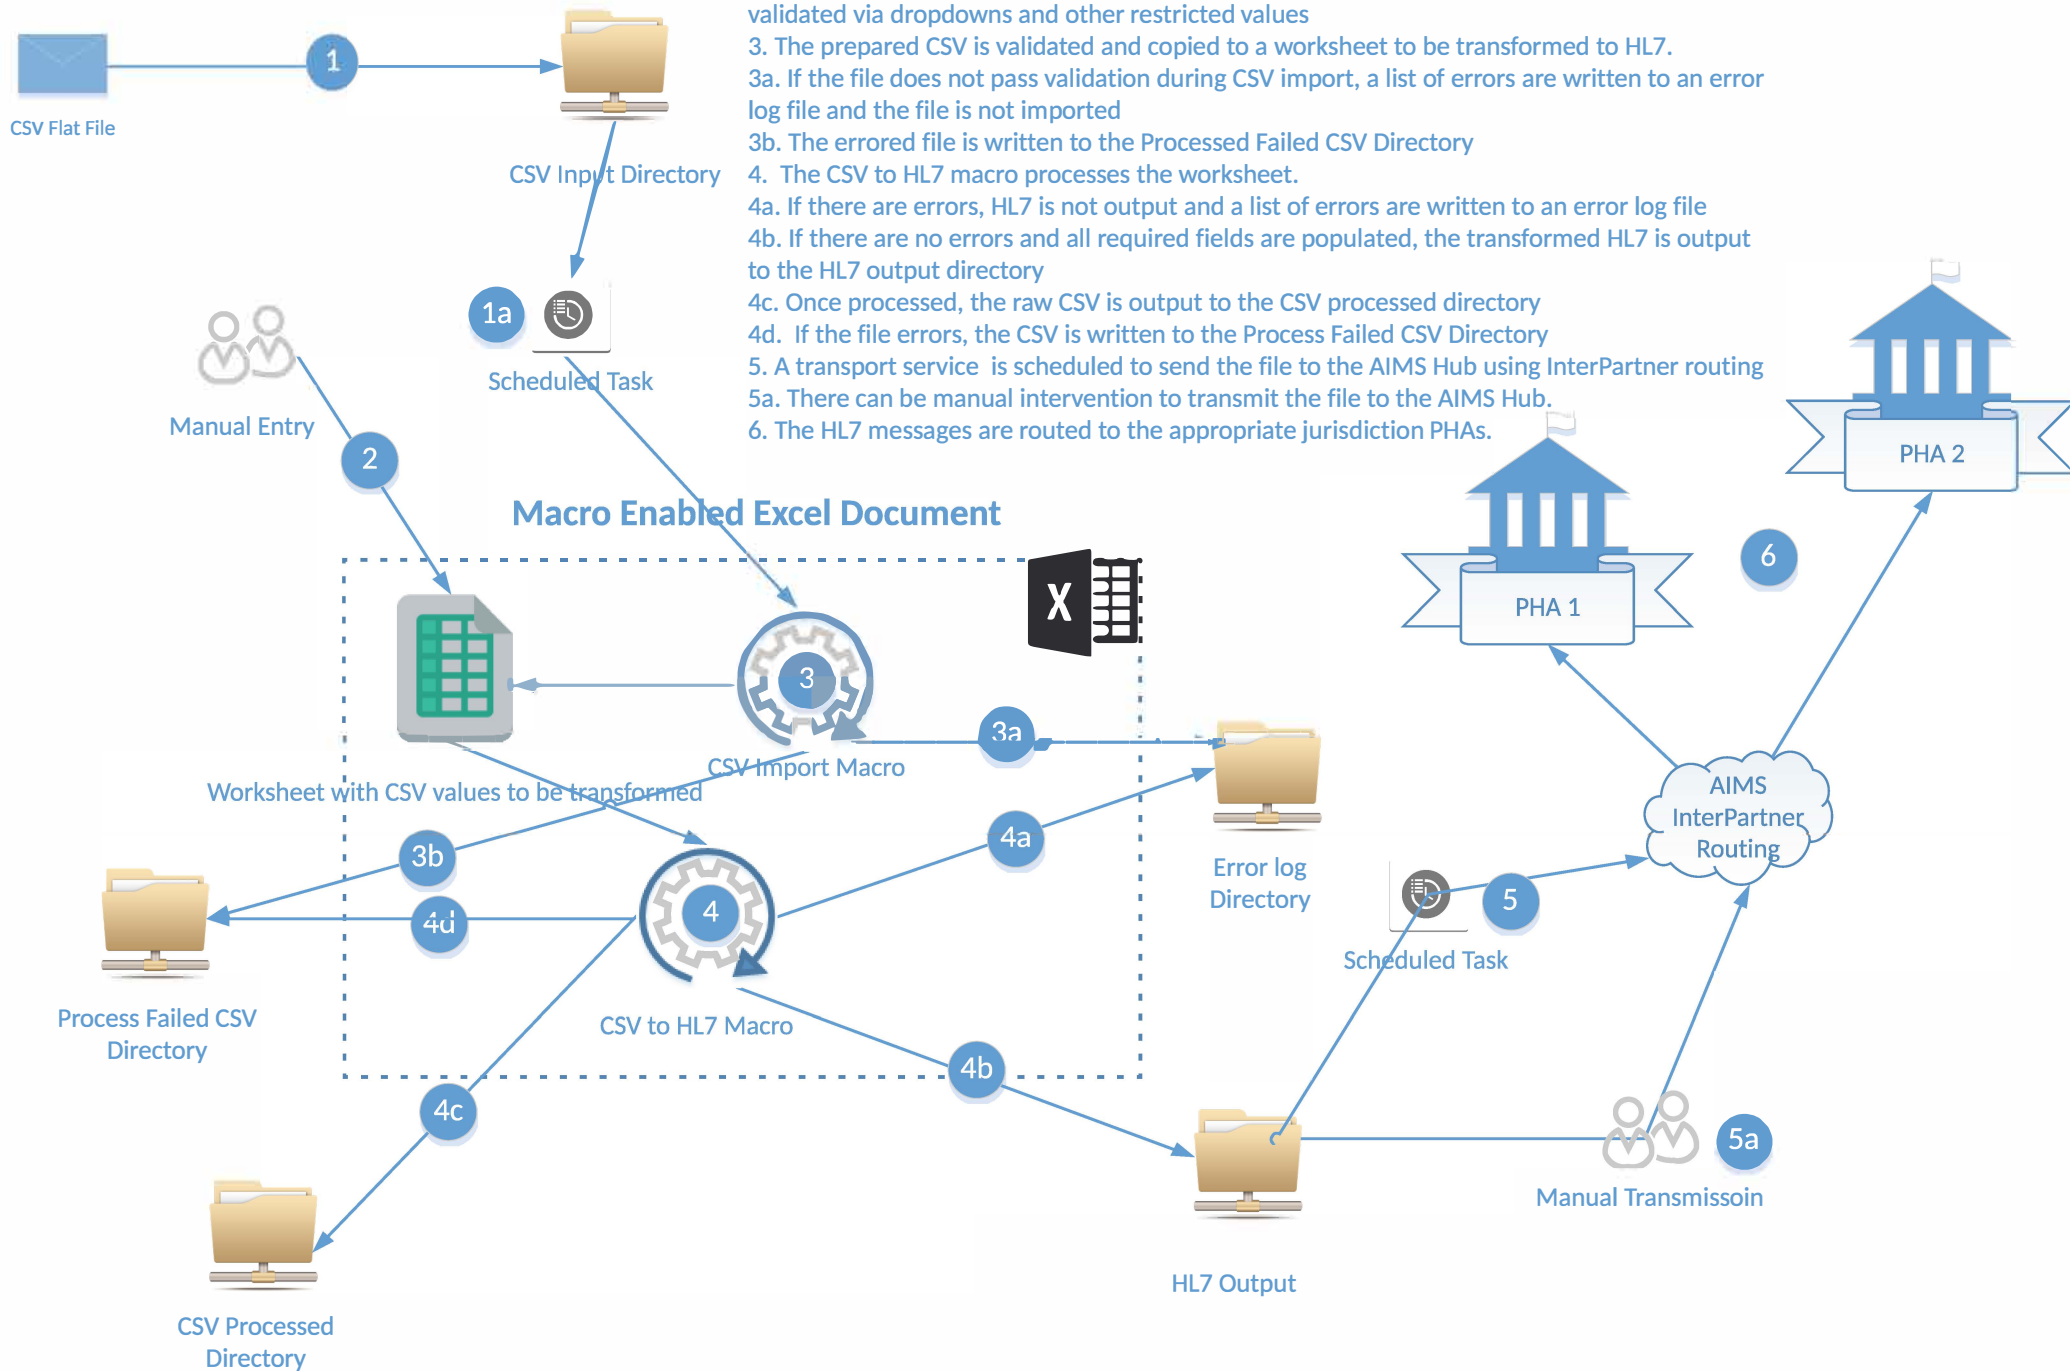 validated via dropdowns and other restricted values
3. The prepared CSV is validated and copied to a worksheet to be transformed to HL7.
3a. If the file does not pass validation during CSV import, a list of errors are written to an error
log file and the file is not imported
3b. The errored file is written to the Processed Failed CSV Directory
4.  The CSV to HL7 macro processes the worksheet.
4a. If there are errors, HL7 is not output and a list of errors are written to an error log file
4b. If there are no errors and all required fields are populated, the transformed HL7 is output
to the HL7 output directory
4c. Once processed, the raw CSV is output to the CSV processed directory
4d.  If the file errors, the CSV is written to the Process Failed CSV Directory
5. A transport service  is scheduled to send the file to the AIMS Hub using InterPartner routing
5a. There can be manual intervention to transmit the file to the AIMS Hub.
6. The HL7 messages are routed to the appropriate jurisdiction PHAs.
1
CSV Flat File
CSV Input Directory
1a
Scheduled Task
Manual Entry
2
Macro Enabled Excel Document
X
3
3a
CSV Import Macro
Worksheet with CSV values to be transformed
3b
4a
4d
4
Process Failed CSV
Directory
CSV to HL7 Macro
4b
4c
CSV Processed
Directory
Error log
Directory
HL7 Output
Scheduled Task
5
5a
Manual Transmissoin
AIMS
InterPartner
Routing
6
PHA 1
PHA 2